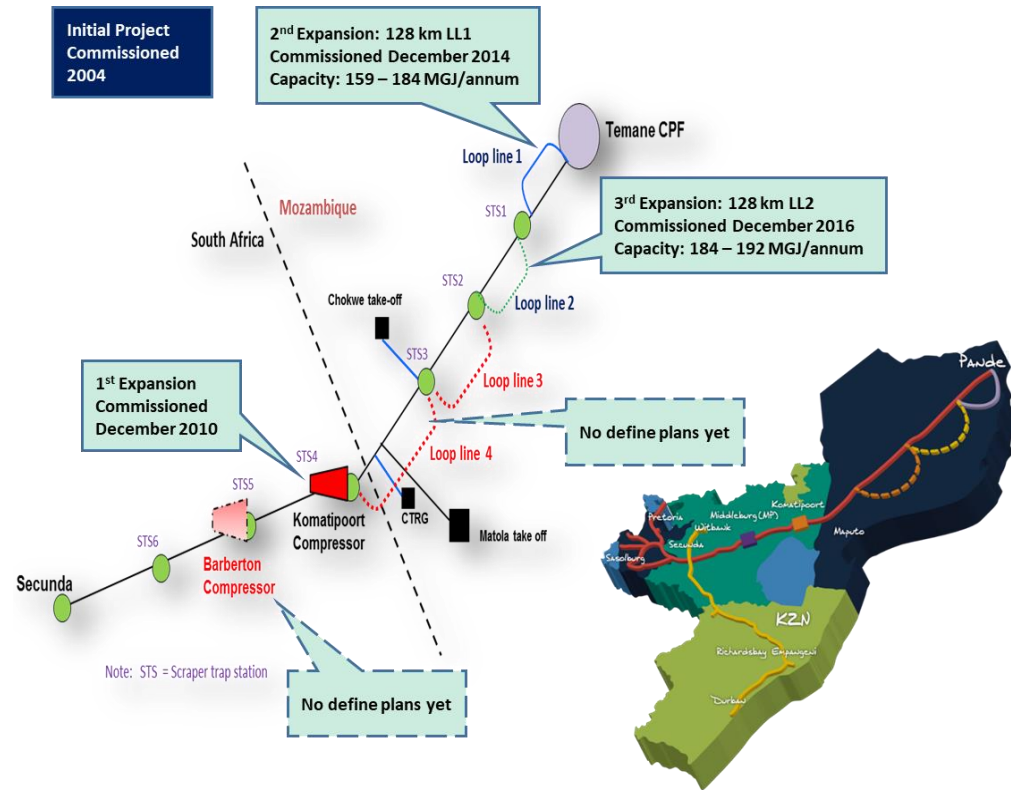 Initial Project
Commissioned
2004
2nd Expansion: 128 km LL1
Commissioned December 2014
Capacity: 159 – 184 MGJ/annum
Temane CPF
Loop line 1
3rd Expansion: 128 km LL2
Commissioned December 2016
Capacity: 184 – 192 MGJ/annum
Mozambique
South Africa
STS1
STS2
Loop line 2
Chokwe take-off
STS3
Loop line 3
1st Expansion
Commissioned
December 2010
No define plans yet
Loop line 4
STS4
Komatipoort
Compressor
CTRG
Matola take off
STS5
STS6
Barberton
Compressor
Secunda
Note: STS = Scraper trap station
No define plans yet
PANDE
Komatipoort
Middleburg (MP)
Pretoria
Witbank
Maputo
Secunda
Sasolburg
KZN
Richardsbay Empangeni
Durban